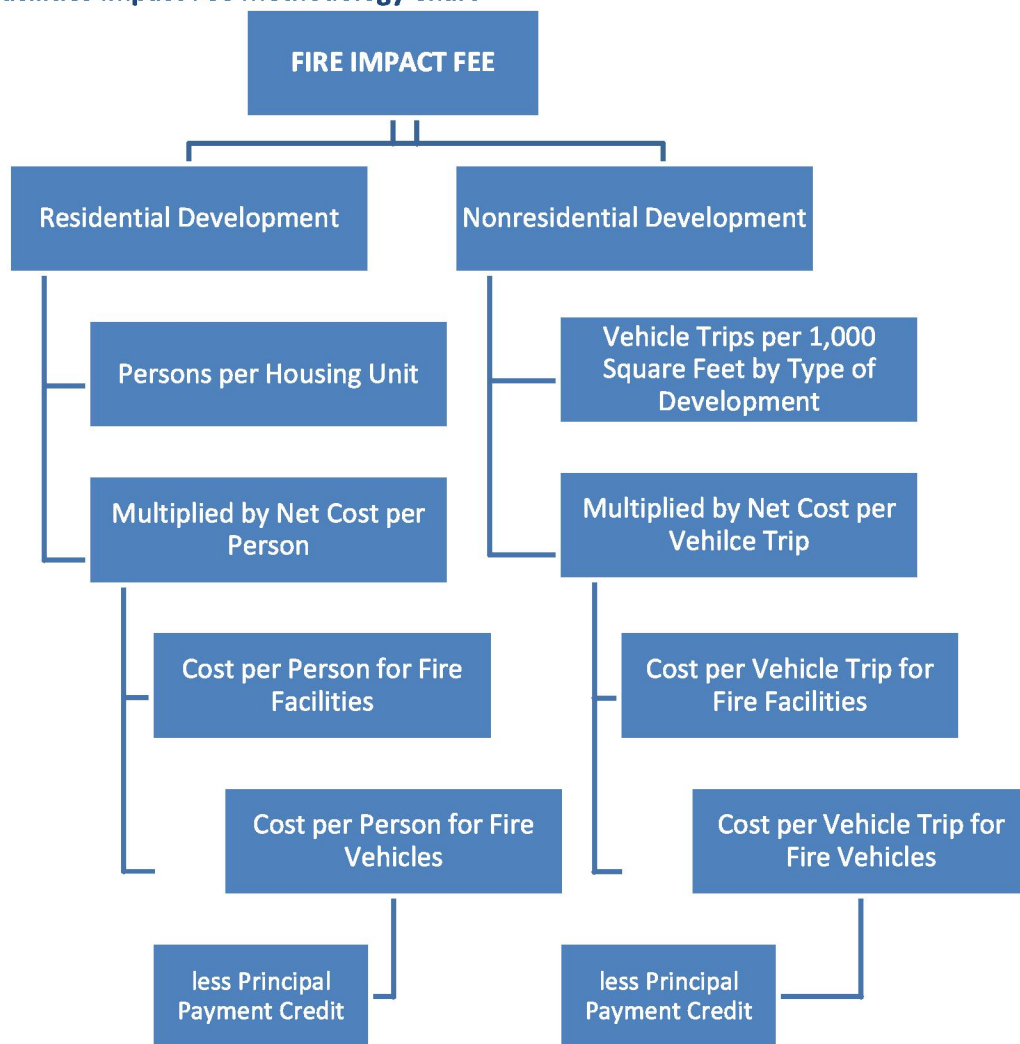 FIRE IMPACT FEE
Residential Development
Nonresidential Development
Persons per Housing Unit
Vehicle Trips per 1,000
Square Feet by Type of
Development
Multiplied by Net Cost per
Person
Multiplied by Net Cost per
Vehilce Trip
Cost per Person for Fire
Facilities
Cost per Vehicle Trip for
Fire Facilities
Cost per Person for Fire
Vehicles
Cost per Vehicle Trip for
Fire Vehicles
less Principal
Payment Credit
less Principal
Payment Credit